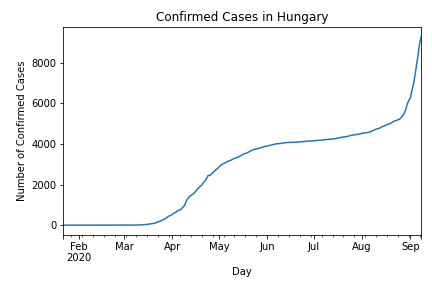 Confirmed Cases in Hungary
Number of Confirmed Cases
8000
6000
4000
2000
0
Feb Mar Apr May Jun Jul Aug Sep
2020
Day